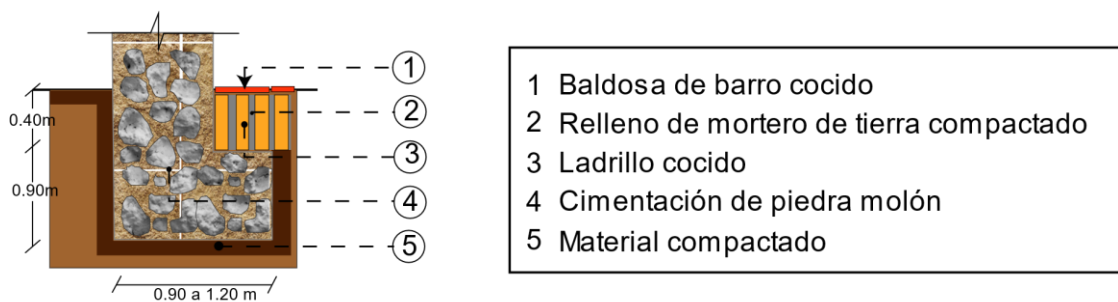 0.40m
0.90m
0.90 a 1.20 m
1
2
3
4
5
1 Baldosa de barro cocido
2 Relleno de mortero de tierra compactado
3 Ladrillo cocido
4 Cimentación de piedra molón
5 Material compactado